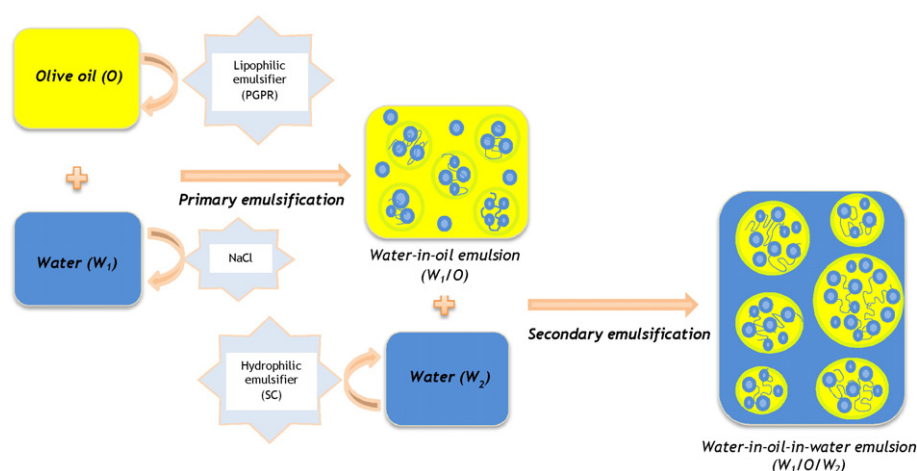 Olive oil (O)
Lipophilic
emulsifier
(PGPR)
Primary emulsification
Water (W₁)
NaCl
Water-in-oil emulsion
(W₁/O)
Hydrophilic
emulsifier
(SC)
Water (W₂)
Secondary emulsification
Water-in-oil-in-water emulsion
(W₁/O/W₂)